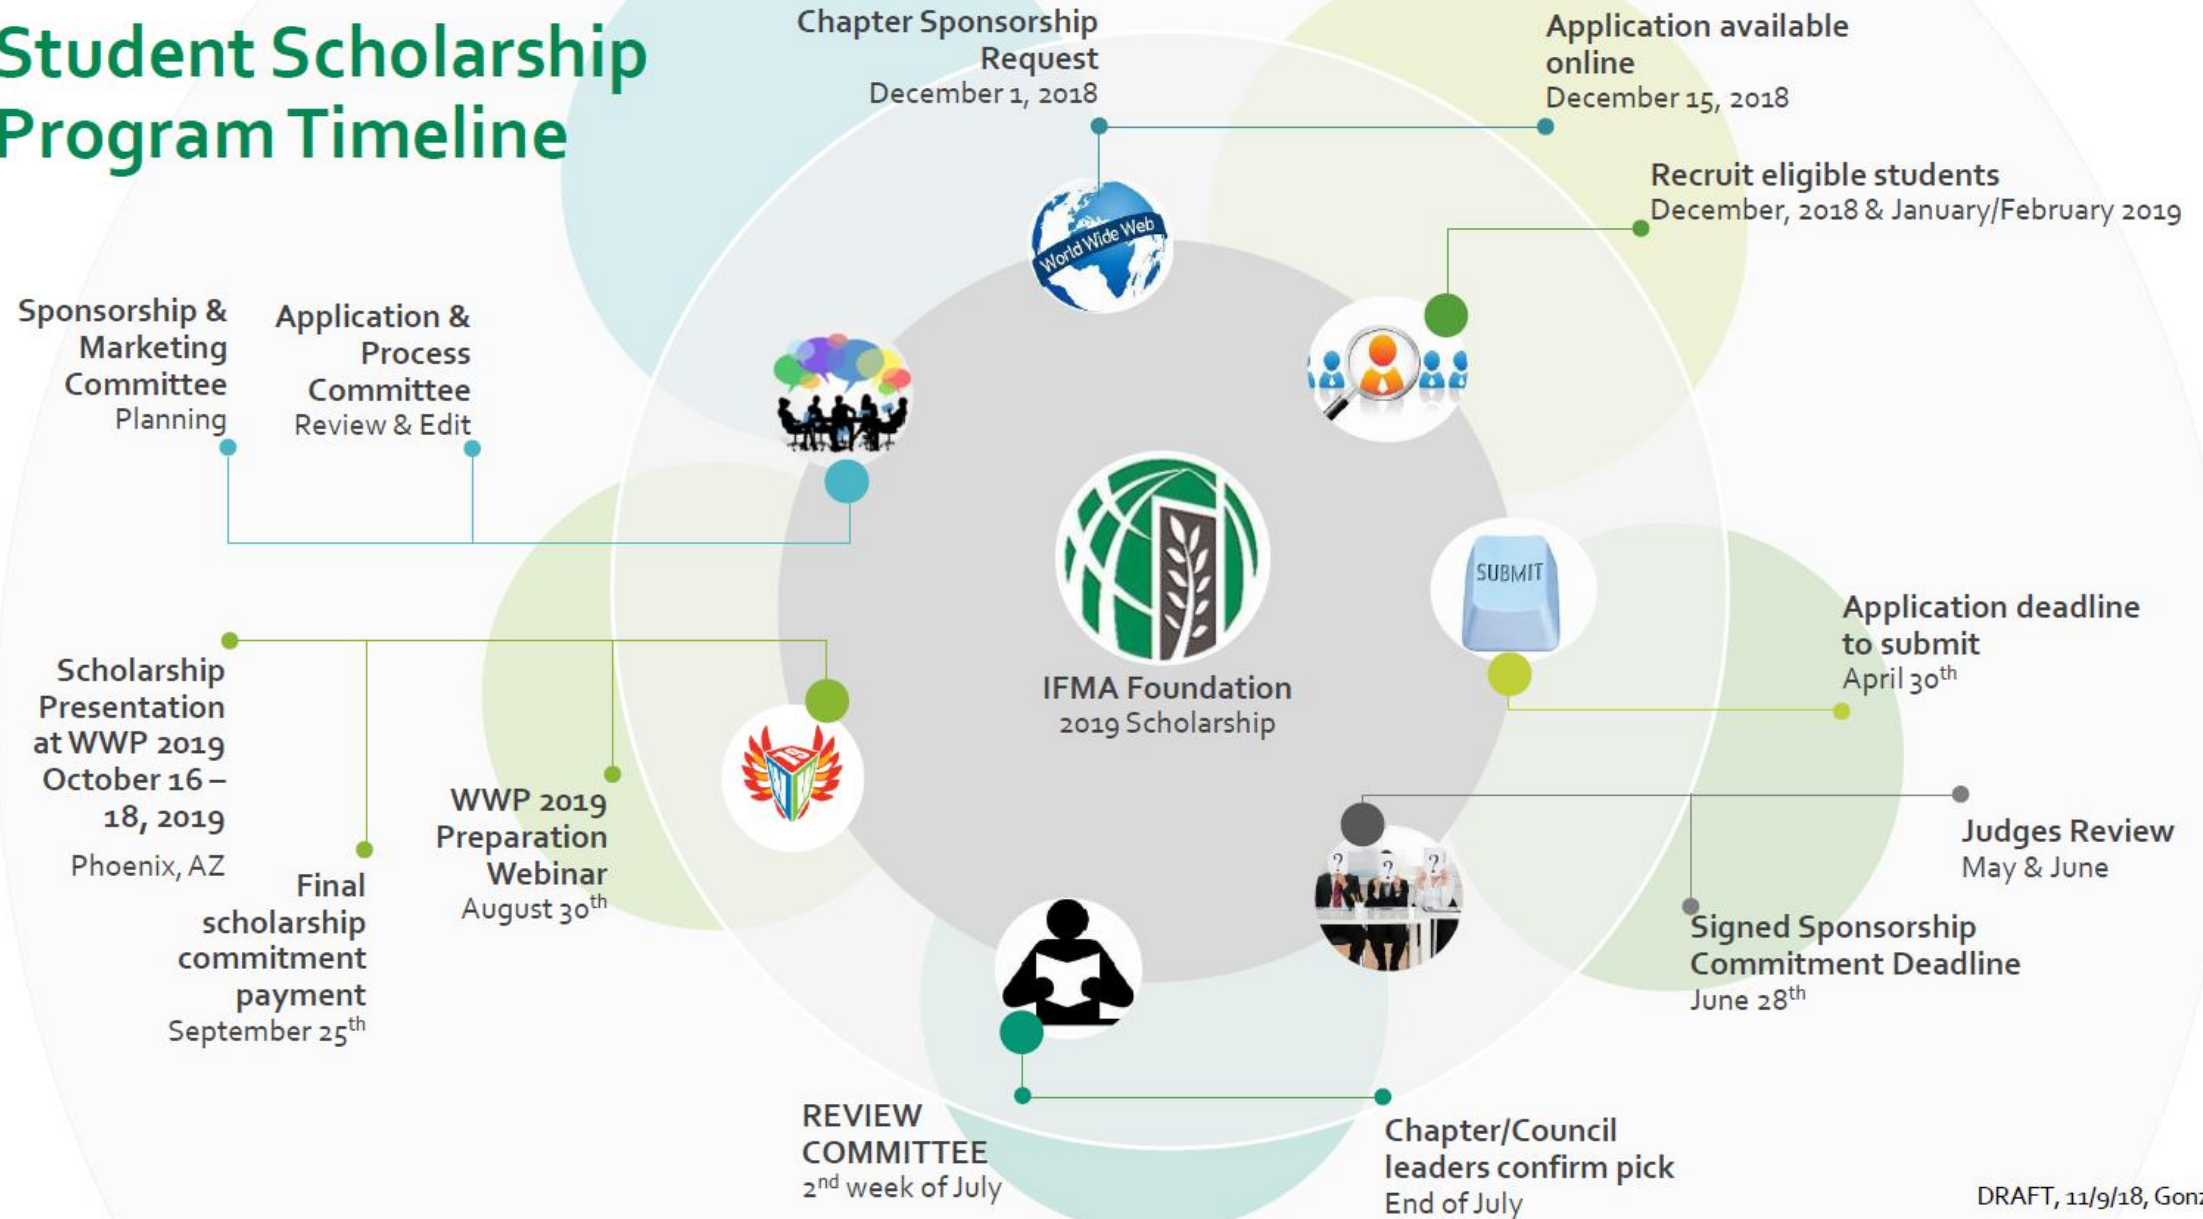 Student Scholarship
Program Timeline
Chapter Sponsorship
Request
December 1, 2018
Application available
online
December 15, 2018
Recruit eligible students
December, 2018 & January/February 2019
World Wide Web
Sponsorship &
Marketing
Committee
Planning
Application &
Process
Committee
Review & Edit
SUBMIT
Application deadline
to submit
April 30th
IFMA Foundation
2019 Scholarship
Judges Review
May & June
Signed Sponsorship
Commitment Deadline
June 28th
? ? ?
Chapter/Council
leaders confirm pick
End of July
REVIEW
COMMITTEE
2nd week of July
WWP 2019
Preparation
Webinar
August 30th
Final
scholarship
commitment
payment
September 25th
Scholarship
Presentation
at WWP 2019
October 16 –
18, 2019
Phoenix, AZ
DRAFT, 11/9/18, Gonz